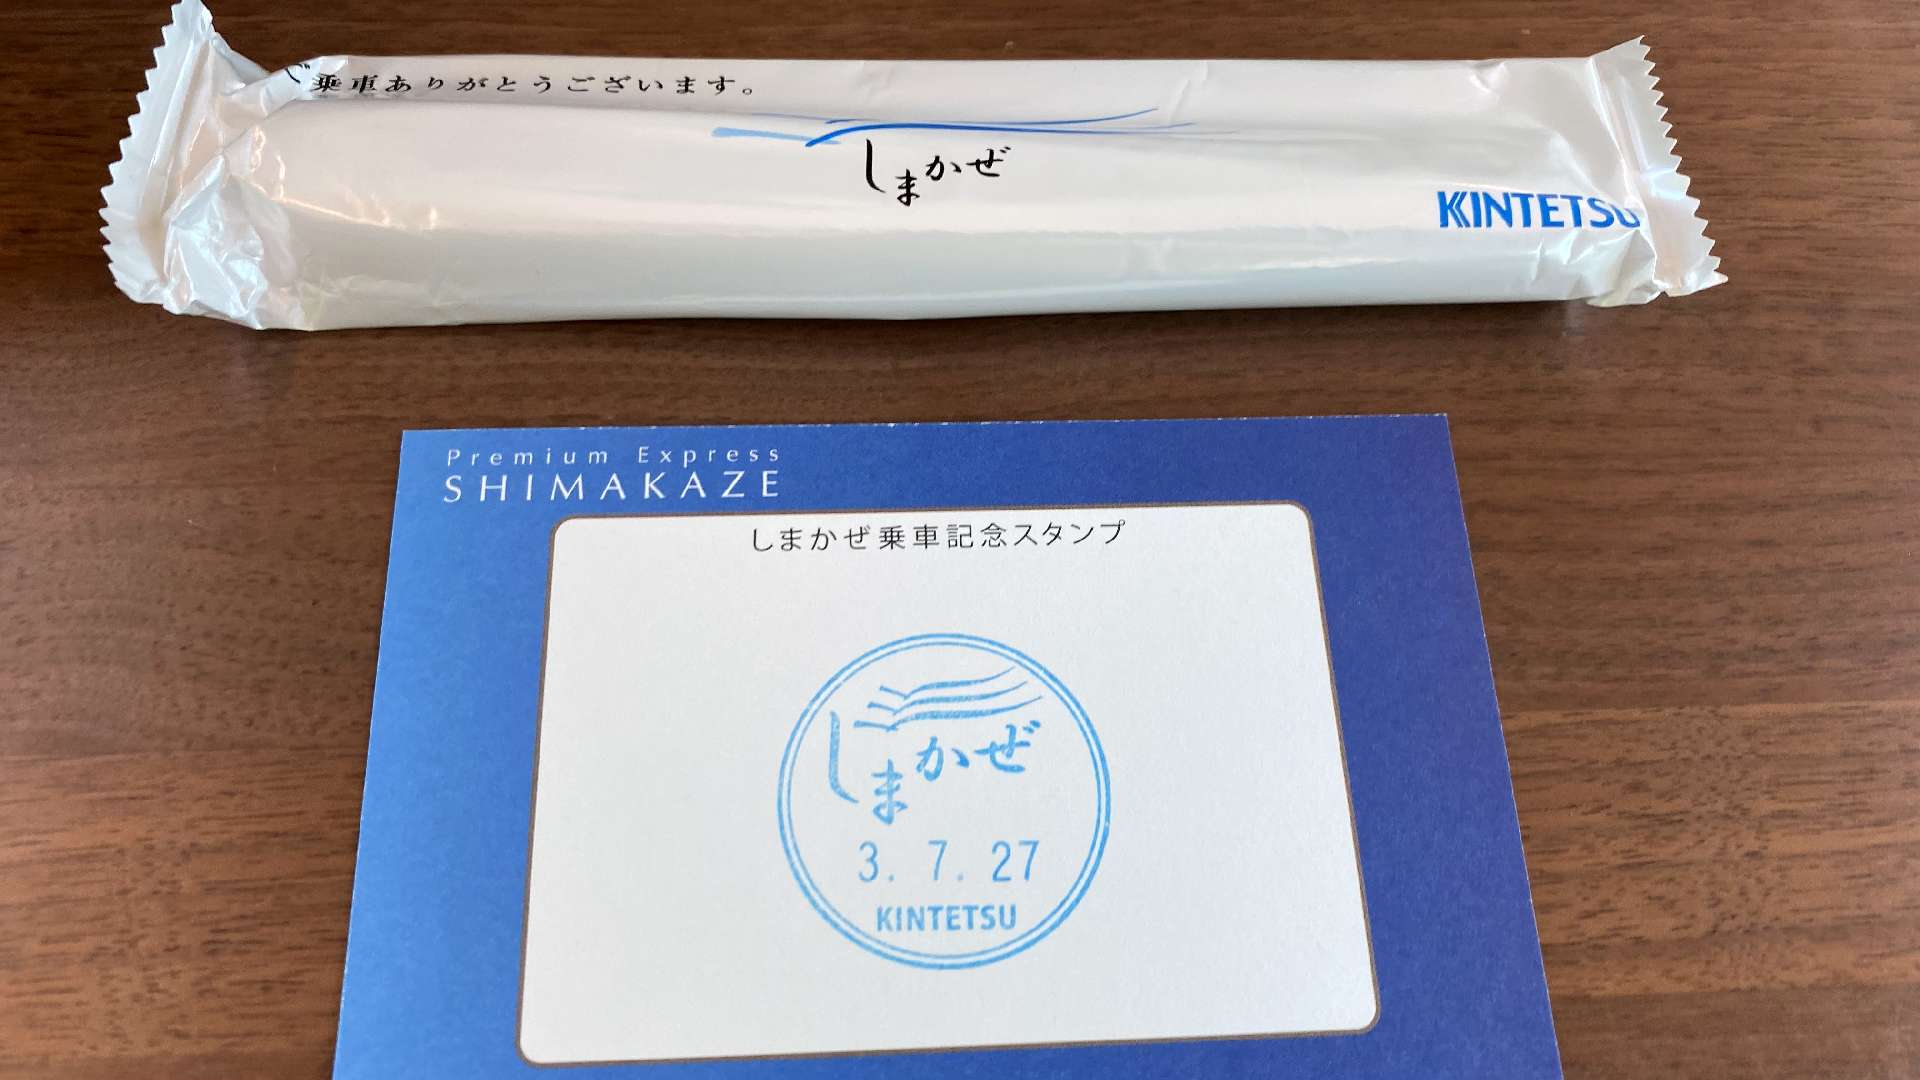 ご乗車ありがとうございます。
しまかぜ
KINTETSU
Premium Express
SHIMAKAZE
しまかぜ乗車記念スタンプ
しまかぜ
3. 7. 27
KINTETSU